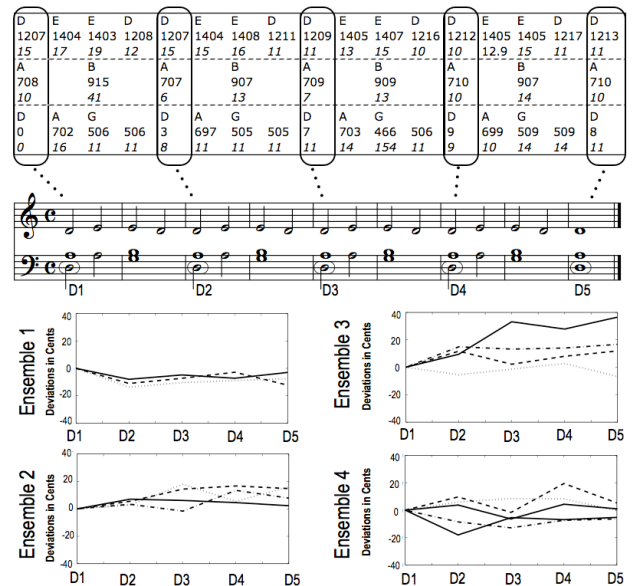 D E E D D E E D D E E D D E E D D
1207 1404 1403 1208 1207 1404 1408 1211 1209 1405 1407 1216 1212 1405 1405 1217 1213
15 17 19 12 15 15 16 11 11 13 15 10 10 12.9 15 11 11
A B A B A B A B A
708 915 707 907 709 909 710 907 710
10 41 6 13 7 13 10 14 10
D A G D A G D A G D A G D
0 702 506 506 3 697 505 505 7 703 466 506 9 699 509 509 8
0 16 11 11 8 11 11 11 11 14 154 11 9 10 14 14 11
D1 D2 D3 D4 D5
Ensemble 1
Deviations in Cents
40
20
0
-20
-40
D1 D2 D3 D4 D5
Ensemble 3
Deviations in Cents
40
20
0
-20
-40
D1 D2 D3 D4 D5
Ensemble 2
Deviations in Cents
40
20
0
-20
-40
D1 D2 D3 D4 D5
Ensemble 4
Deviations in Cents
40
20
0
-20
-40
D1 D2 D3 D4 D5